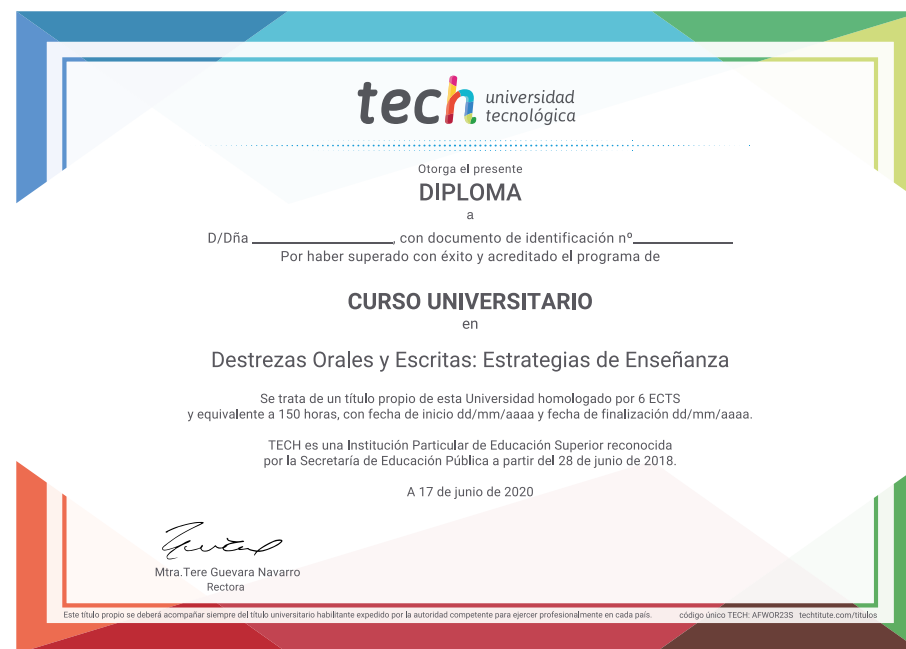 tech universidad
tecnológica
Otorga el presente
DIPLOMA
a
D/Dña ____________________, con documento de identificación nº______________
Por haber superado con éxito y acreditado el programa de
CURSO UNIVERSITARIO
en
Destrezas Orales y Escritas: Estrategias de Enseñanza
Se trata de un título propio de esta Universidad homologado por 6 ECTS
y equivalente a 150 horas, con fecha de inicio dd/mm/aaaa y fecha de finalización dd/mm/aaaa.
TECH es una Institución Particular de Educación Superior reconocida
por la Secretaría de Educación Pública a partir del 28 de junio de 2018.
A 17 de junio de 2020
Mtra.Tere Guevara Navarro
Rectora
Este título propio se deberá acompañar siempre del título universitario habilitante expedido por la autoridad competente para ejercer profesionalmente en cada país. código único TECH: AFWOR23S techtitute.com/titulos